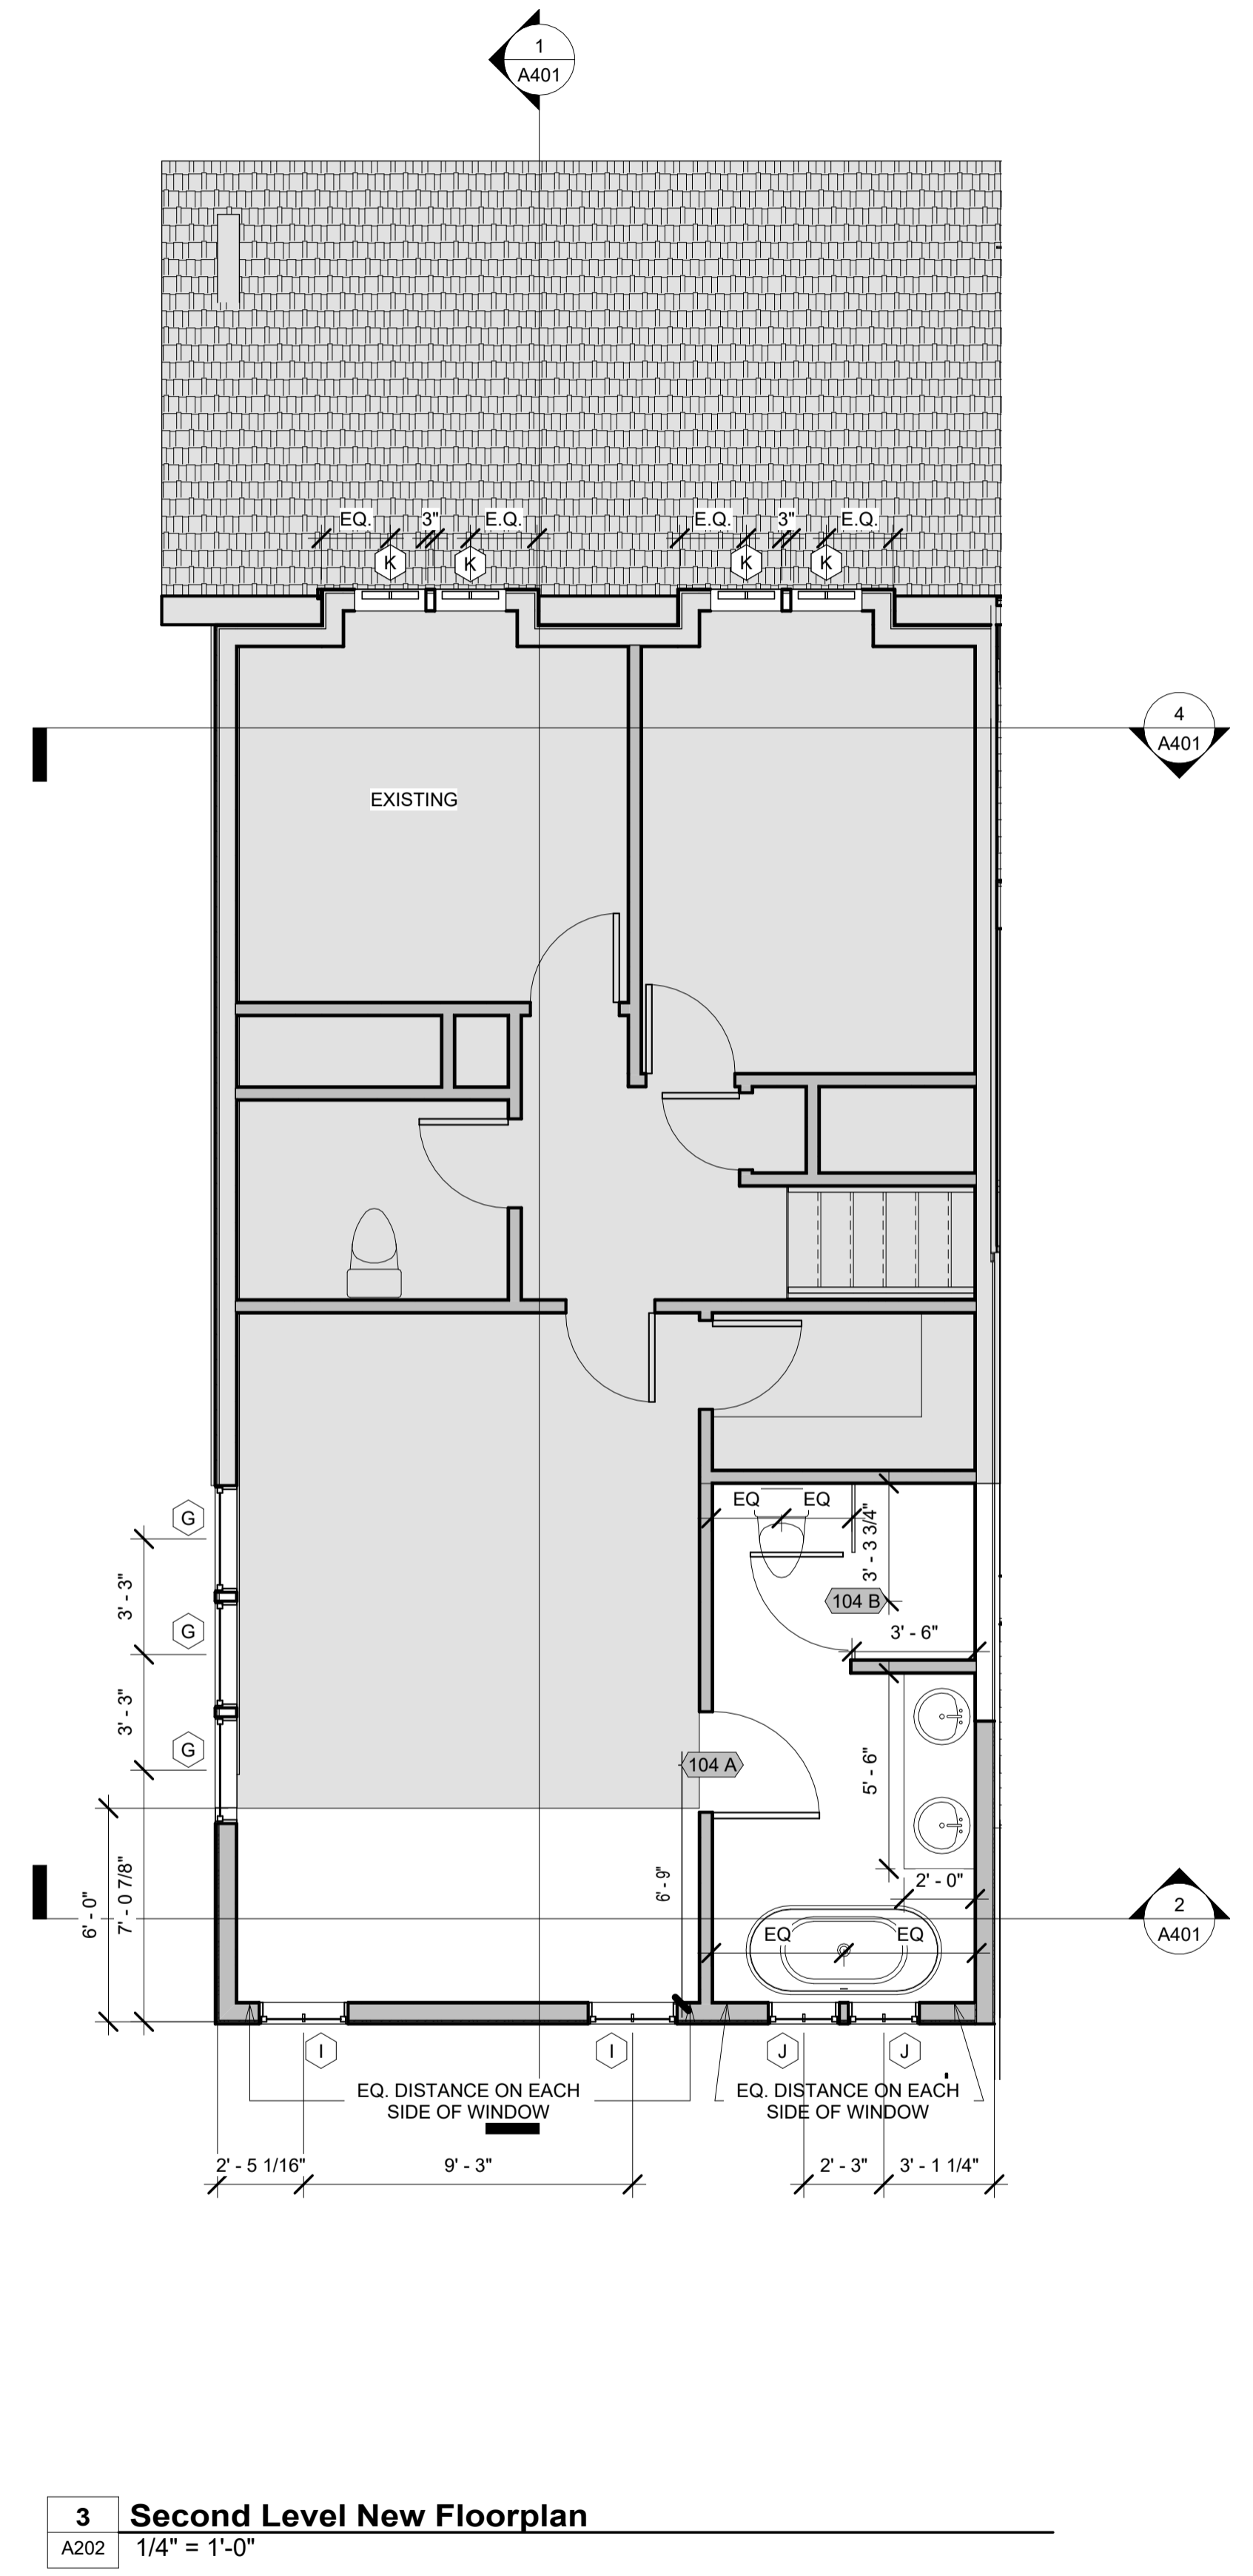 1
A401
EQ. 3" E.Q. E.Q. 3" E.Q.
K K K K
4
A401
EXISTING
G
EQ EQ
3' - 3 3/4"
3' - 3"
104 B
G
3' - 6"
3' - 3"
G
104 A
5' - 6"
6' - 0"
7' - 0 7/8"
6' - 9"
2' - 0"
2
A401
EQ EQ
I I J J
EQ. DISTANCE ON EACH
SIDE OF WINDOW
EQ. DISTANCE ON EACH
SIDE OF WINDOW
2' - 5 1/16" 9' - 3" 2' - 3" 3' - 1 1/4"
3 Second Level New Floorplan
A202 1/4" = 1'-0"